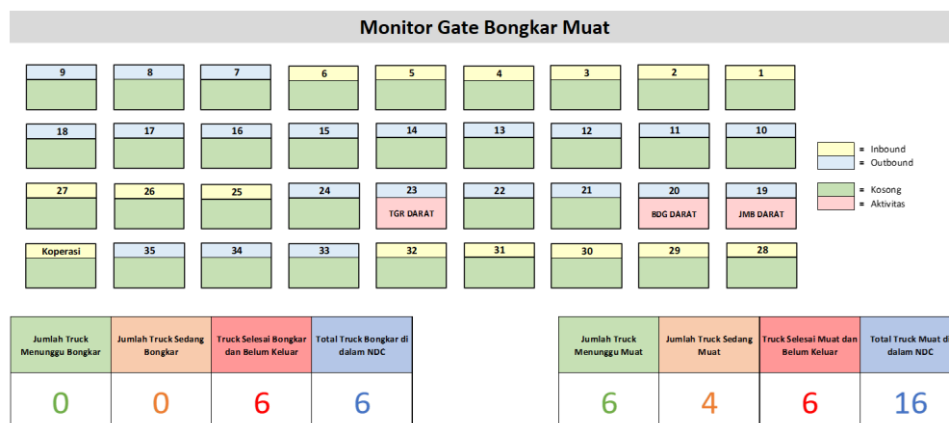 Monitor Gate Bongkar Muat
9 8 7 6 5 4 3 2 1
18 17 16 15 14 13 12 11 10
= Inbound
= Outbound
27 26 25 24 23 22 21 20 19
= Kosong
TGR DARAT BDG DARAT JMB DARAT
= Aktivitas
Koperasi 35 34 33 32 31 30 29 28
Jumlah Truck Menunggu Bongkar
Jumlah Truck Sedang Bongkar
Truck Selesai Bongkar dan Belum Keluar
Total Truck Bongkar di dalam NDC
0 0 6 6
Jumlah Truck Menunggu Muat
Jumlah Truck Sedang Muat
Truck Selesai Muat dan Belum Keluar
Total Truck Muat di dalam NDC
6 4 6 16